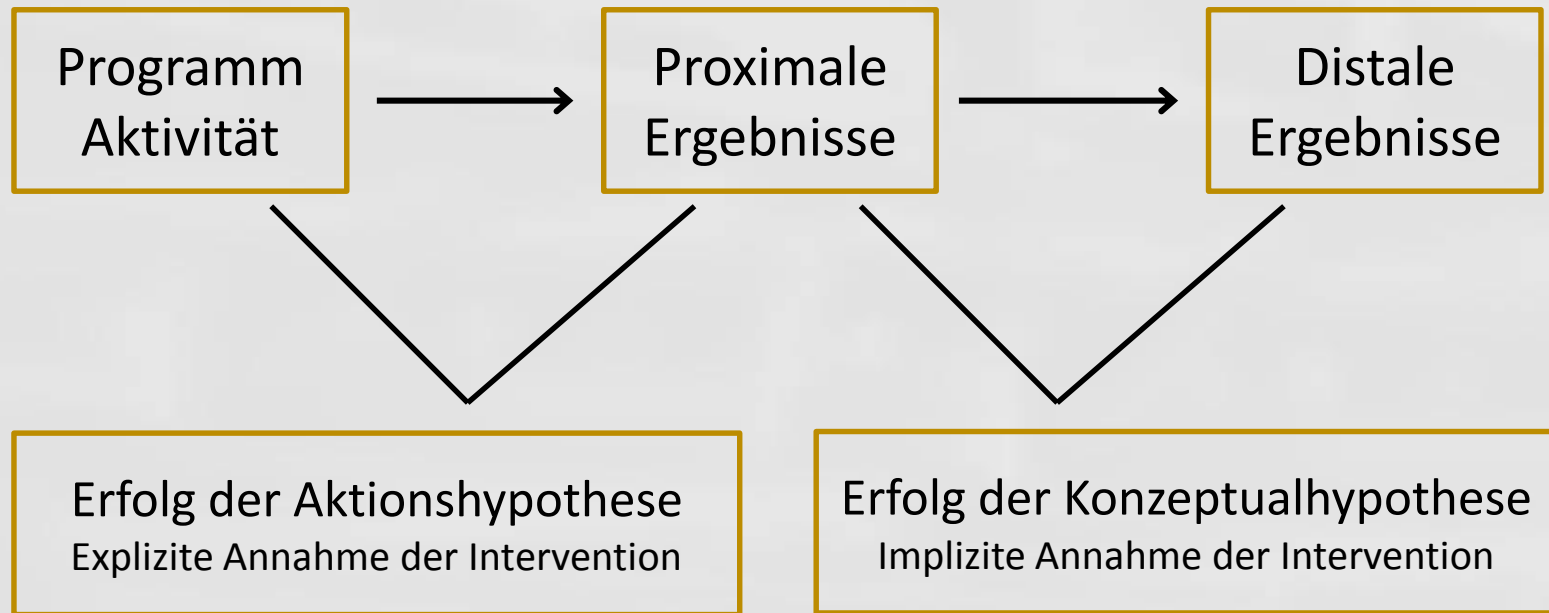 Programm
Aktivität
Proximale
Ergebnisse
Distale
Ergebnisse
Erfolg der Aktionshypothese
Explizite Annahme der Intervention
Erfolg der Konzeptualhypothese
Implizite Annahme der Intervention